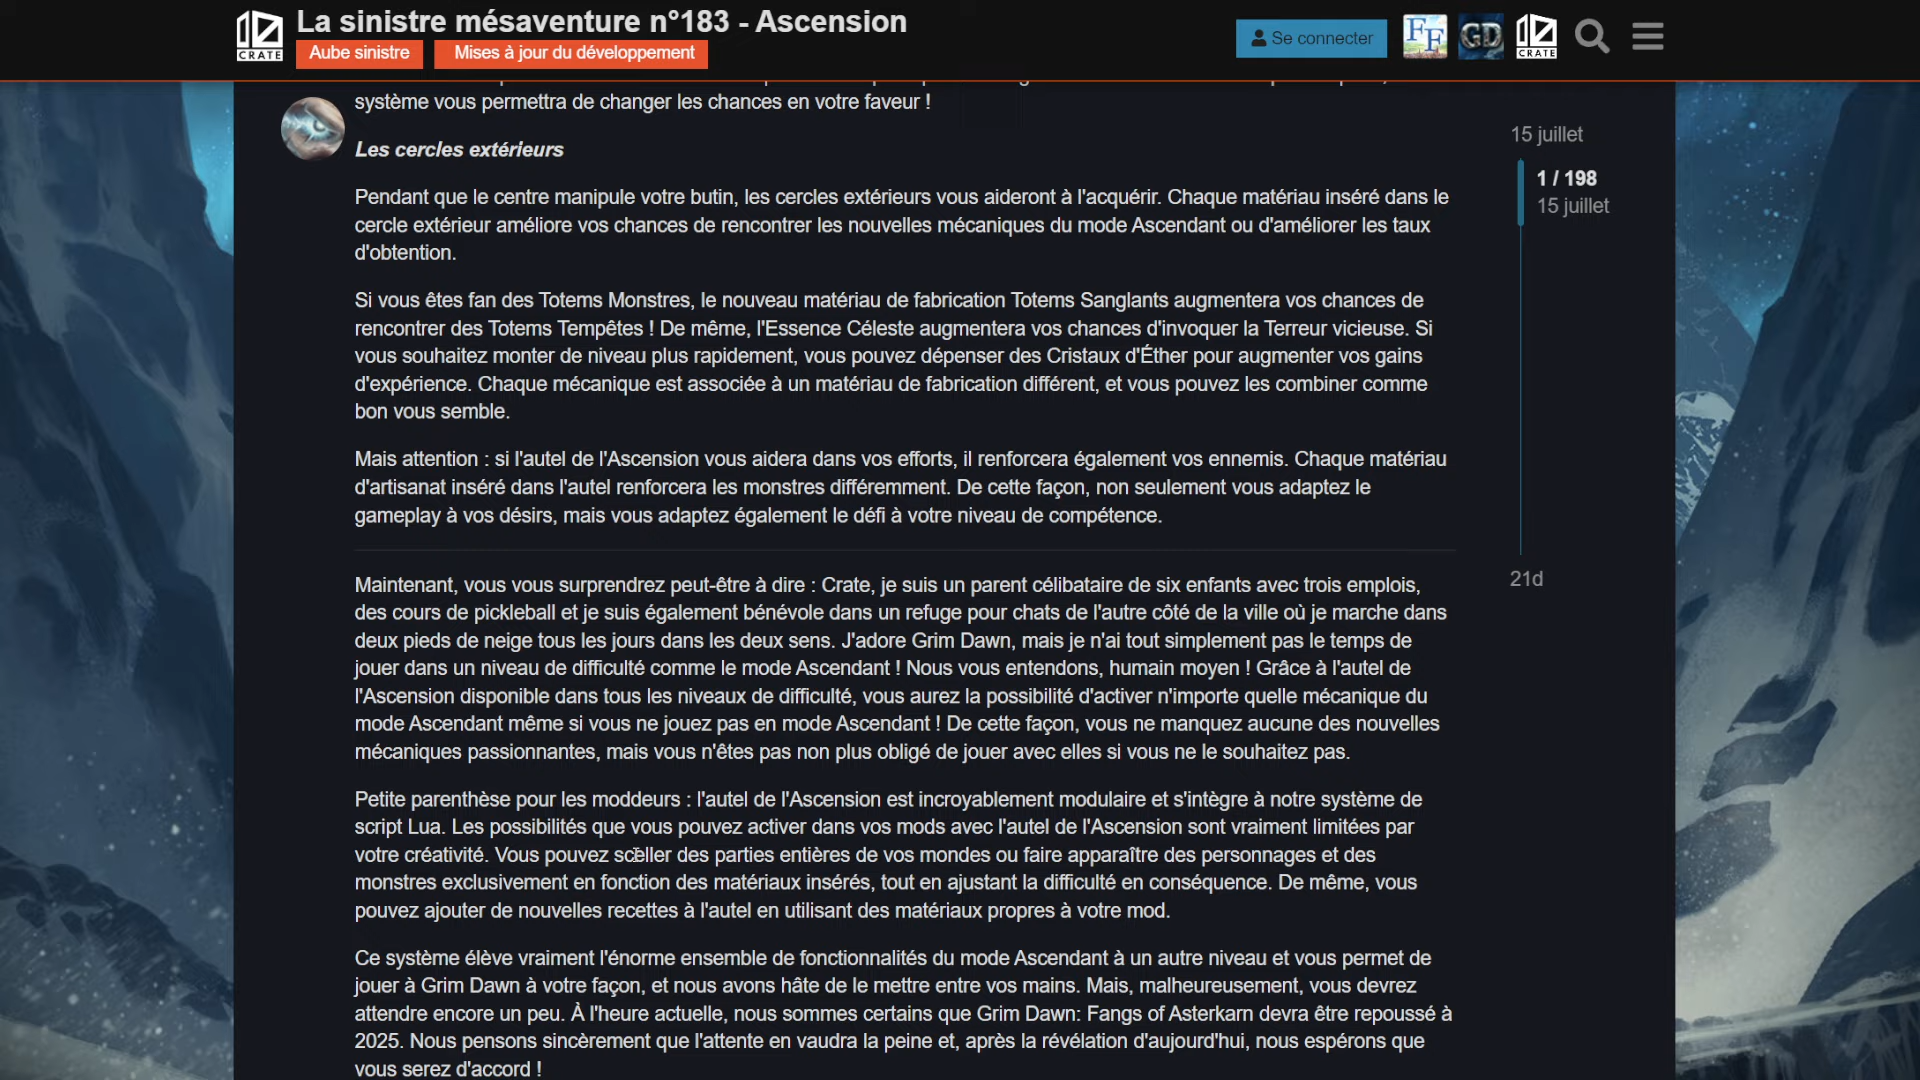 La sinistre mésaventure n°183 - Ascension
Aube sinistre
Mises à jour du développement
CRATE
Se connecter
FF
GD
CRATE
système vous permettra de changer les chances en votre faveur !
Les cercles extérieurs
Pendant que le centre manipule votre butin, les cercles extérieurs vous aideront à l'acquérir. Chaque matériau inséré dans le
cercle extérieur améliore vos chances de rencontrer les nouvelles mécaniques du mode Ascendant ou d'améliorer les taux
d'obtention.
Si vous êtes fan des Totems Monstres, le nouveau matériau de fabrication Totems Sanglants augmentera vos chances de
rencontrer des Totems Tempêtes ! De même, l'Essence Céleste augmentera vos chances d'invoquer la Terreur vicieuse. Si
vous souhaitez monter de niveau plus rapidement, vous pouvez dépenser des Cristaux d'Éther pour augmenter vos gains
d'expérience. Chaque mécanique est associée à un matériau de fabrication différent, et vous pouvez les combiner comme
bon vous semble.
Mais attention : si l'autel de l'Ascension vous aidera dans vos efforts, il renforcera également vos ennemis. Chaque matériau
d'artisanat inséré dans l'autel renforcera les monstres différemment. De cette façon, non seulement vous adaptez le
gameplay à vos désirs, mais vous adaptez également le défi à votre niveau de compétence.
Maintenant, vous vous surprendrez peut-être à dire : Crate, je suis un parent célibataire de six enfants avec trois emplois,
des cours de pickleball et je suis également bénévole dans un refuge pour chats de l'autre côté de la ville où je marche dans
deux pieds de neige tous les jours dans les deux sens. J'adore Grim Dawn, mais je n'ai tout simplement pas le temps de
jouer dans un niveau de difficulté comme le mode Ascendant ! Nous vous entendons, humain moyen ! Grâce à l'autel de
l'Ascension disponible dans tous les niveaux de difficulté, vous aurez la possibilité d'activer n'importe quelle mécanique du
mode Ascendant même si vous ne jouez pas en mode Ascendant ! De cette façon, vous ne manquez aucune des nouvelles
mécaniques passionnantes, mais vous n'êtes pas non plus obligé de jouer avec elles si vous ne le souhaitez pas.
Petite parenthèse pour les moddeurs : l'autel de l'Ascension est incroyablement modulaire et s'intègre à notre système de
script Lua. Les possibilités que vous pouvez activer dans vos mods avec l'autel de l'Ascension sont vraiment limitées par
votre créativité. Vous pouvez sceller des parties entières de vos mondes ou faire apparaître des personnages et des
monstres exclusivement en fonction des matériaux insérés, tout en ajustant la difficulté en conséquence. De même, vous
pouvez ajouter de nouvelles recettes à l'autel en utilisant des matériaux propres à votre mod.
Ce système élève vraiment l'énorme ensemble de fonctionnalités du mode Ascendant à un autre niveau et vous permet de
jouer à Grim Dawn à votre façon, et nous avons hâte de le mettre entre vos mains. Mais, malheureusement, vous devrez
attendre encore un peu. À l'heure actuelle, nous sommes certains que Grim Dawn: Fangs of Asterkarn devra être repoussé à
2025. Nous pensons sincèrement que l'attente en vaudra la peine et, après la révélation d'aujourd'hui, nous espérons que
vous serez d'accord !
15 juillet
1 / 198
15 juillet
21d